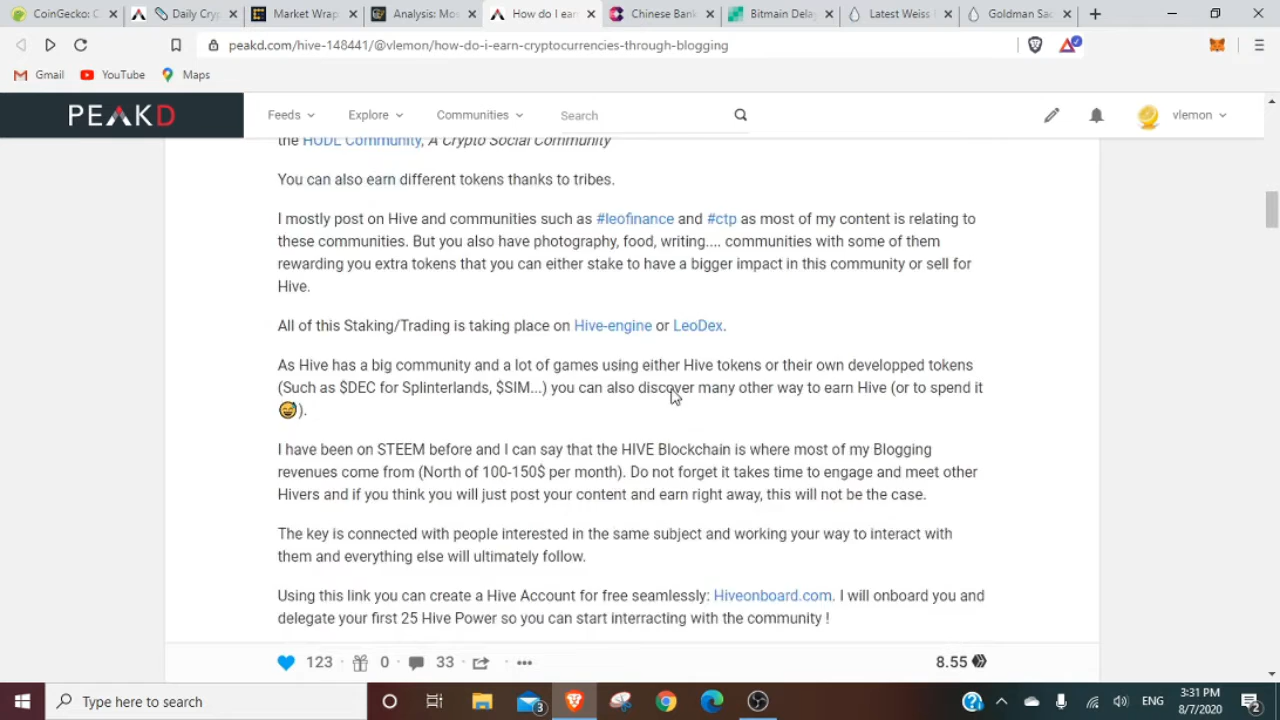 CoinGecko: C
Daily Cryp
Market Wrap
Analysis: Mos
How do I earn
Chinese Bank
Bitmain Delay
Latest Weiss
Goldman Sac
peakd.com/hive-148441/@vlemon/how-do-i-earn-cryptocurrencies-through-blogging
Gmail YouTube Maps
PEAKD Feeds Explore Communities Search vlemon
the HODL Community, A Crypto Social Community
You can also earn different tokens thanks to tribes.
I mostly post on Hive and communities such as #leofinance and #ctp as most of my content is relating to
these communities. But you also have photography, food, writing.... communities with some of them
rewarding you extra tokens that you can either stake to have a bigger impact in this community or sell for
Hive.
All of this Staking/Trading is taking place on Hive-engine or LeoDex.
As Hive has a big community and a lot of games using either Hive tokens or their own developped tokens
(Such as $DEC for Splinterlands, $SIM...) you can also discover many other way to earn Hive (or to spend it
😅).
I have been on STEEM before and I can say that the HIVE Blockchain is where most of my Blogging
revenues come from (North of 100-150$ per month). Do not forget it takes time to engage and meet other
Hivers and if you think you will just post your content and earn right away, this will not be the case.
The key is connected with people interested in the same subject and working your way to interact with
them and everything else will ultimately follow.
Using this link you can create a Hive Account for free seamlessly: Hiveonboard.com. I will onboard you and
delegate your first 25 Hive Power so you can start interracting with the community !
123 · 0 · 33 · 8.55
Type here to search
3
ENG
3:31 PM
8/7/2020
2